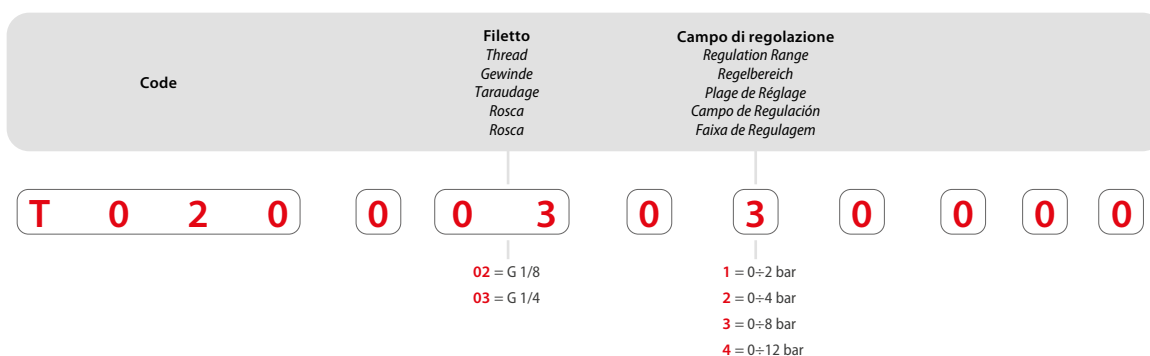 Code
Filetto
Thread
Gewinde
Taraudage
Rosca
Rosca
Campo di regolazione
Regulation Range
Regelbereich
Plage de Réglage
Campo de Regulación
Faixa de Regulagem
T 0 2 0 0 0 3 0 3 0 0 0 0
02 = G 1/8
03 = G 1/4
1 = 0÷2 bar
2 = 0÷4 bar
3 = 0÷8 bar
4 = 0÷12 bar